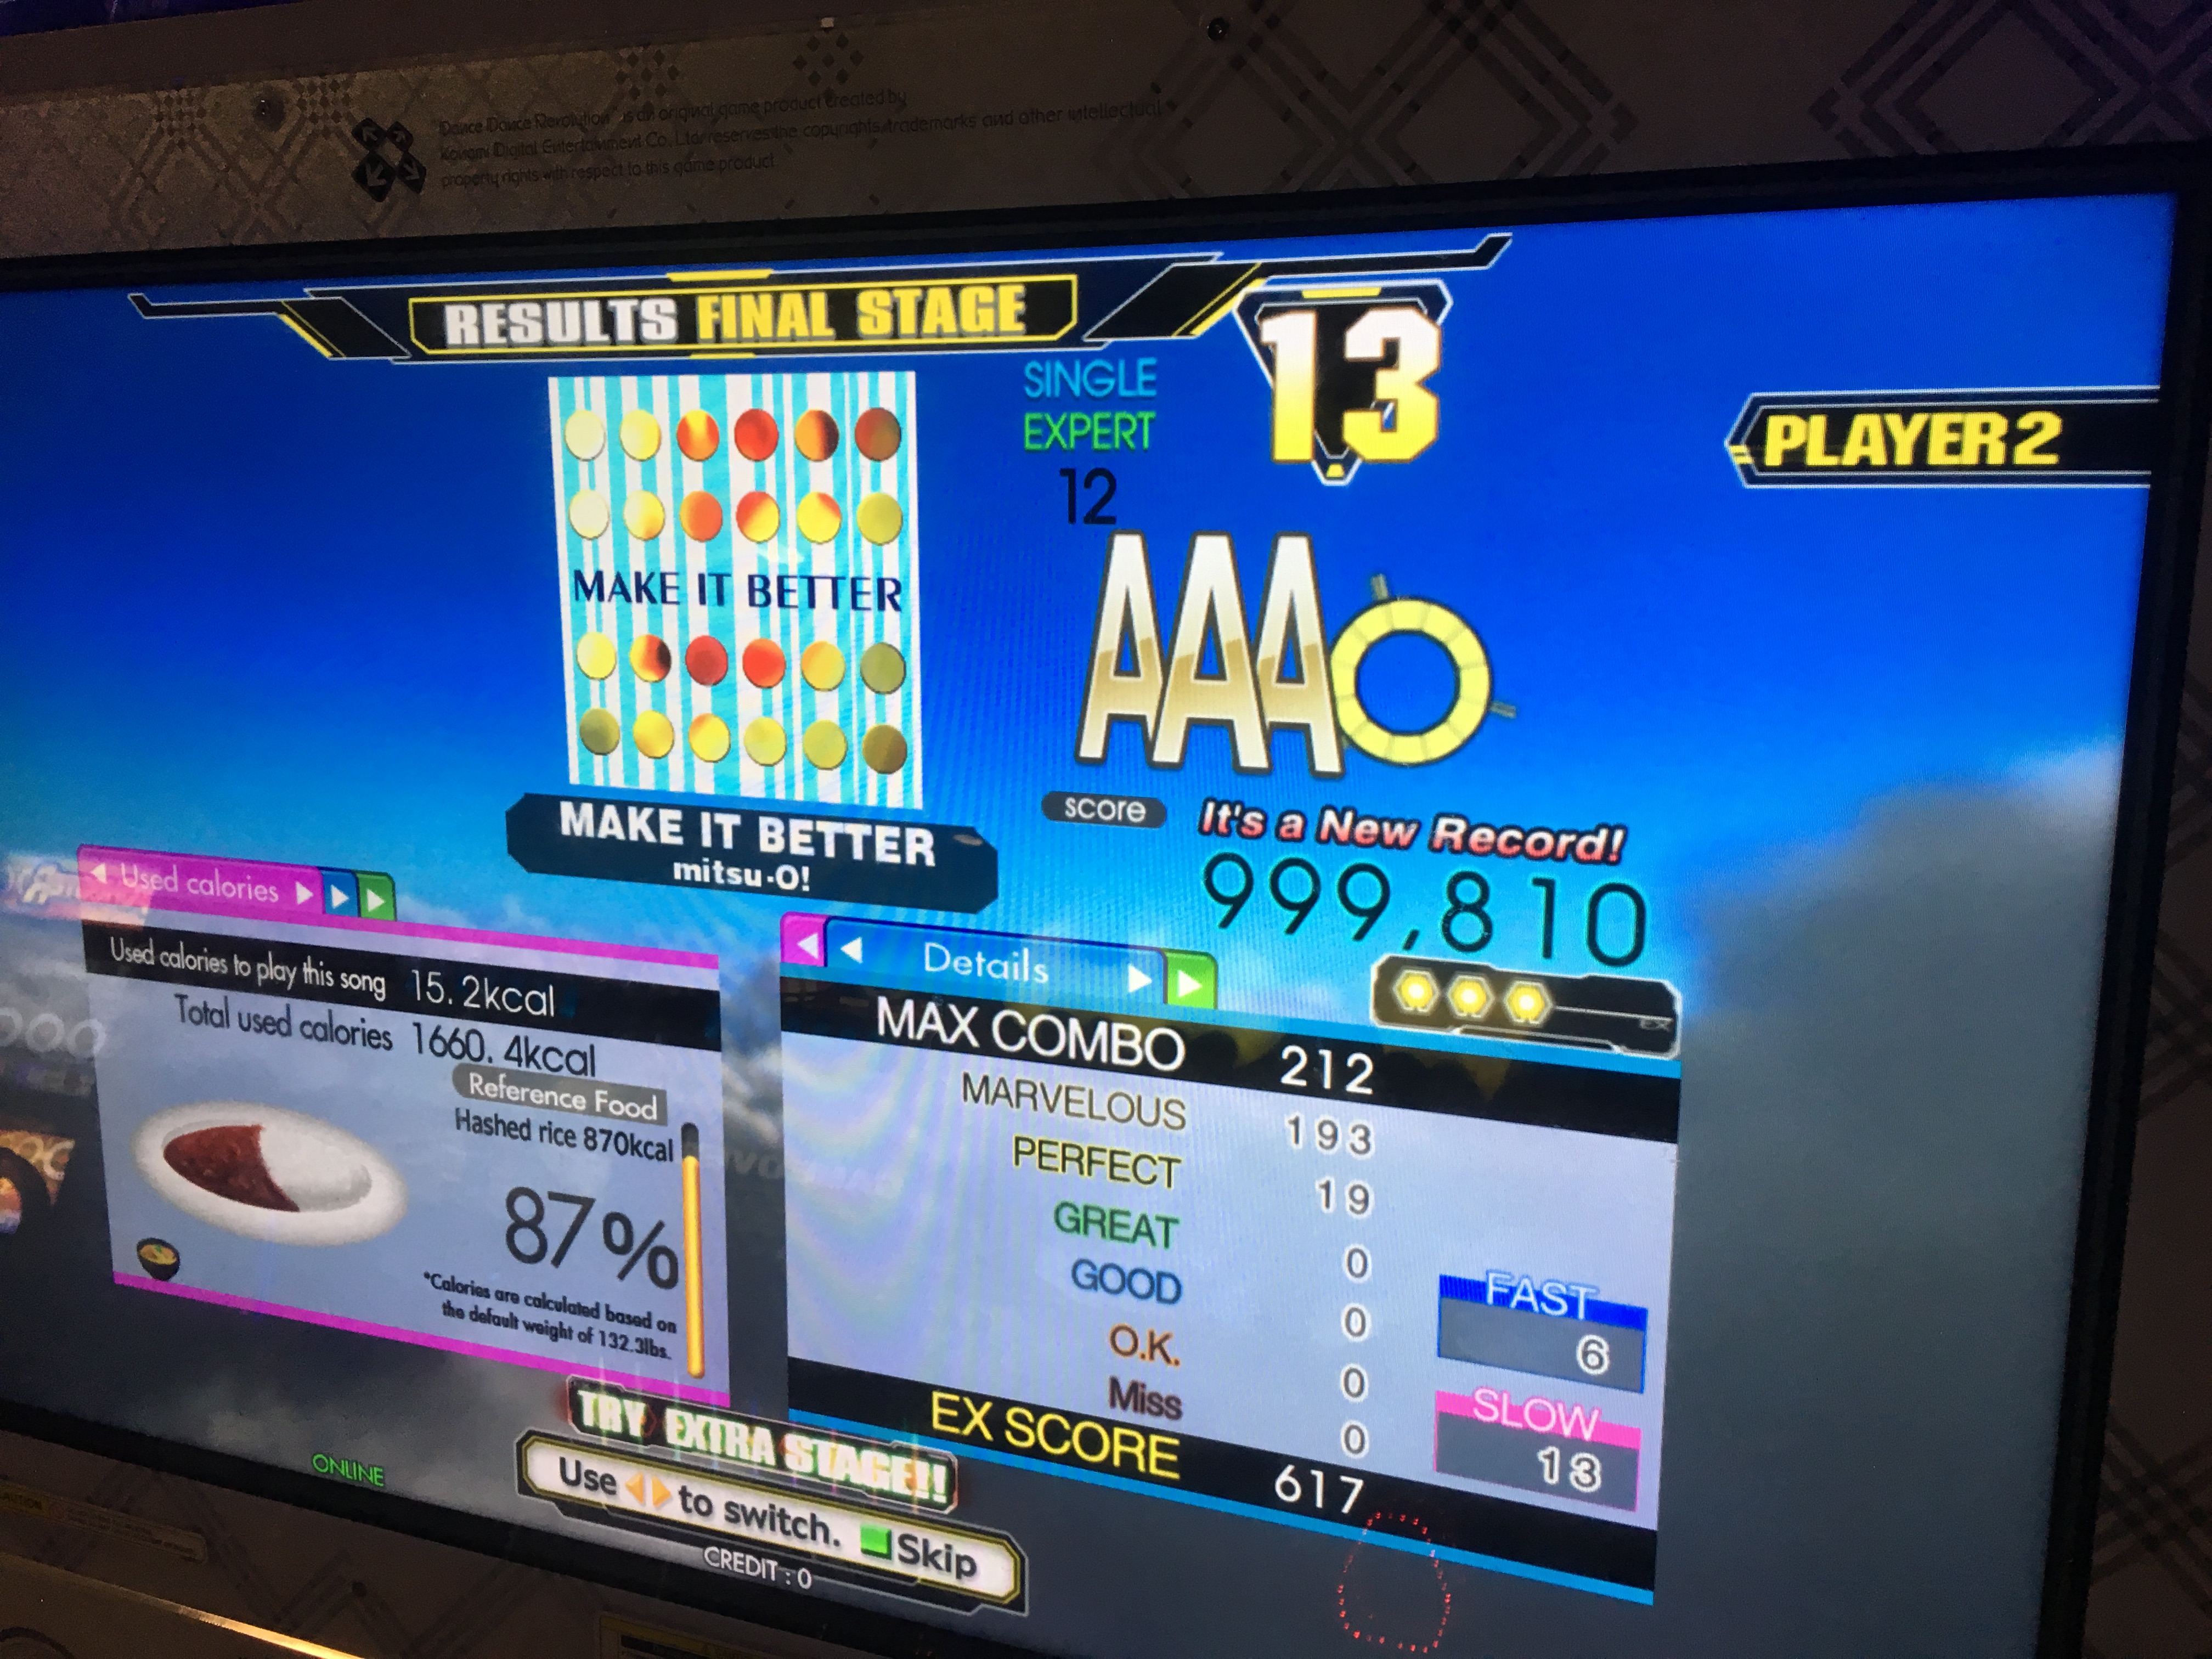 "Dance Dance Revolution" is an original game product created by
Konami Digital Entertainment Co., Ltd. reserves the copyrights, trademarks and other intellectual
property rights with respect to this game product.
RESULTS FINAL STAGE
13
SINGLE
EXPERT
12
PLAYER 2
MAKE IT BETTER
AAA
MAKE IT BETTER
mitsu-O!
score
It's a New Record!
999,810
EX
Used calories
Used calories to play this song 15.2kcal
Total used calories 1660.4kcal
Reference Food
Hashed rice 870kcal
87%
*Calories are calculated based on
the default weight of 132.3lbs.
Details
MAX COMBO 212
MARVELOUS 193
PERFECT 19
GREAT 0
GOOD 0
O.K. 0
Miss 0
EX SCORE 617
FAST
6
SLOW
13
TRY EXTRA STAGE!!
Use to switch. Skip
ONLINE
CREDIT : 0